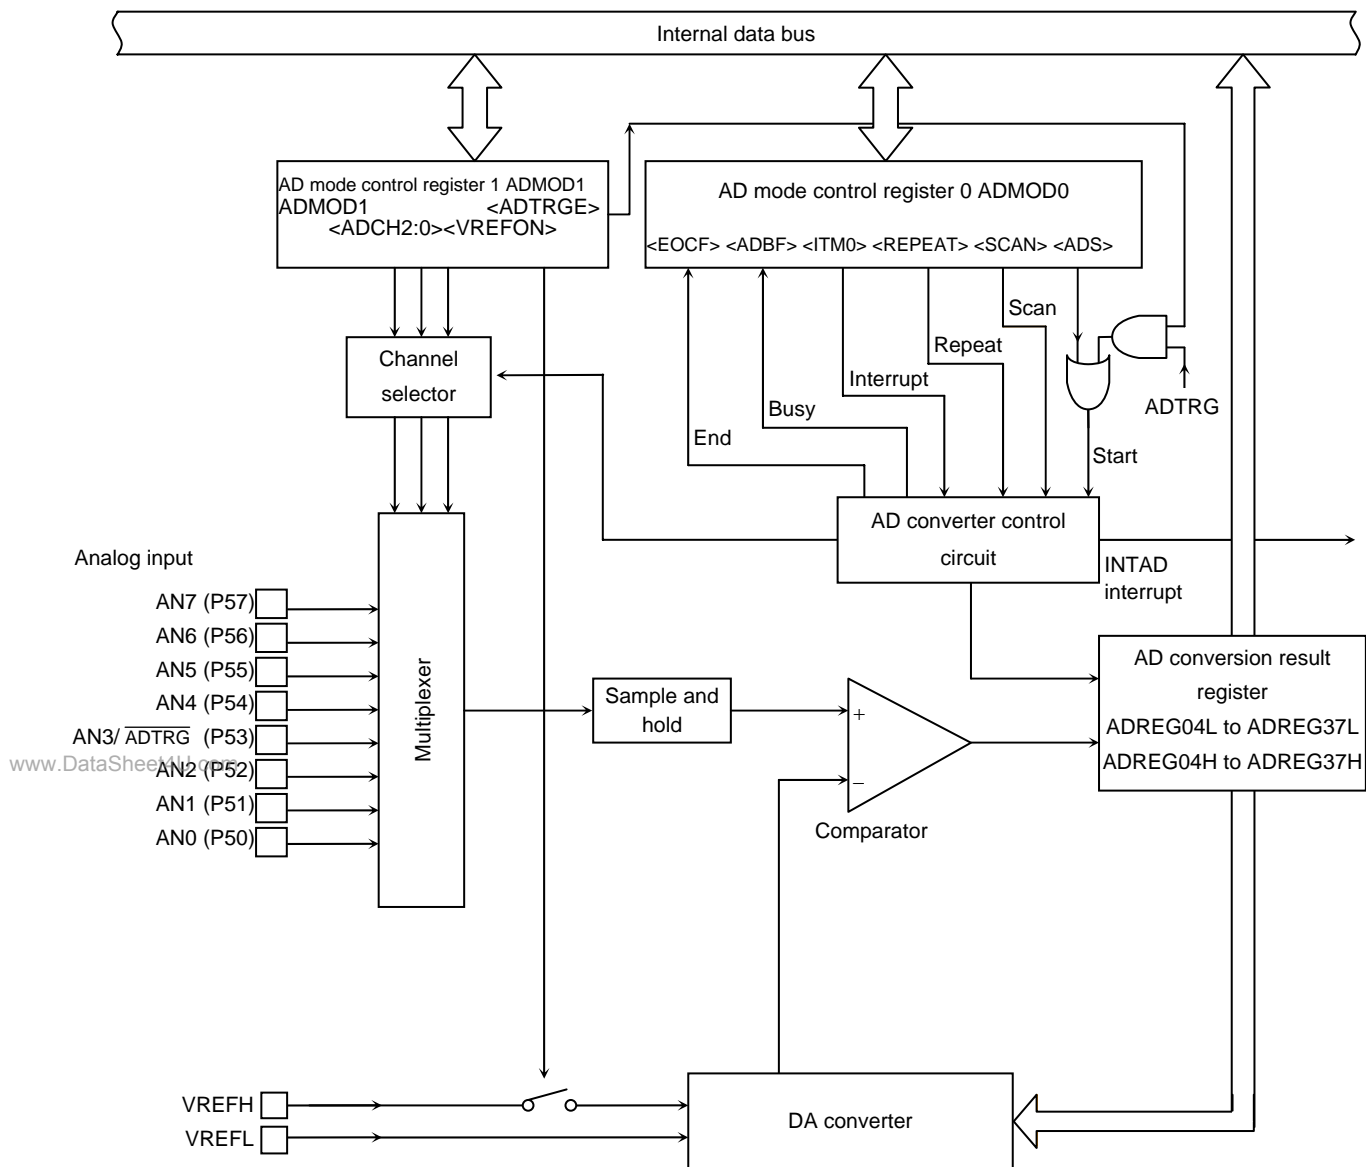 Internal data bus
AD mode control register 1 ADMOD1
ADMOD1 <ADTRGE>
<ADCH2:0><VREFON>
AD mode control register 0 ADMOD0
<EOCF> <ADBF> <ITM0> <REPEAT> <SCAN> <ADS>
Scan
Channel
selector
Repeat
Interrupt
Busy
ADTRG
End
Start
AD converter control
circuit
INTAD
interrupt
Analog input
AN7 (P57)
AN6 (P56)
AN5 (P55)
AN4 (P54)
AN3/ ADTRG (P53)
AN2 (P52)
AN1 (P51)
AN0 (P50)
www.DataSheet4U.com
Multiplexer
Sample and
hold
+
−
Comparator
AD conversion result
register
ADREG04L to ADREG37L
ADREG04H to ADREG37H
VREFH
VREFL
DA converter